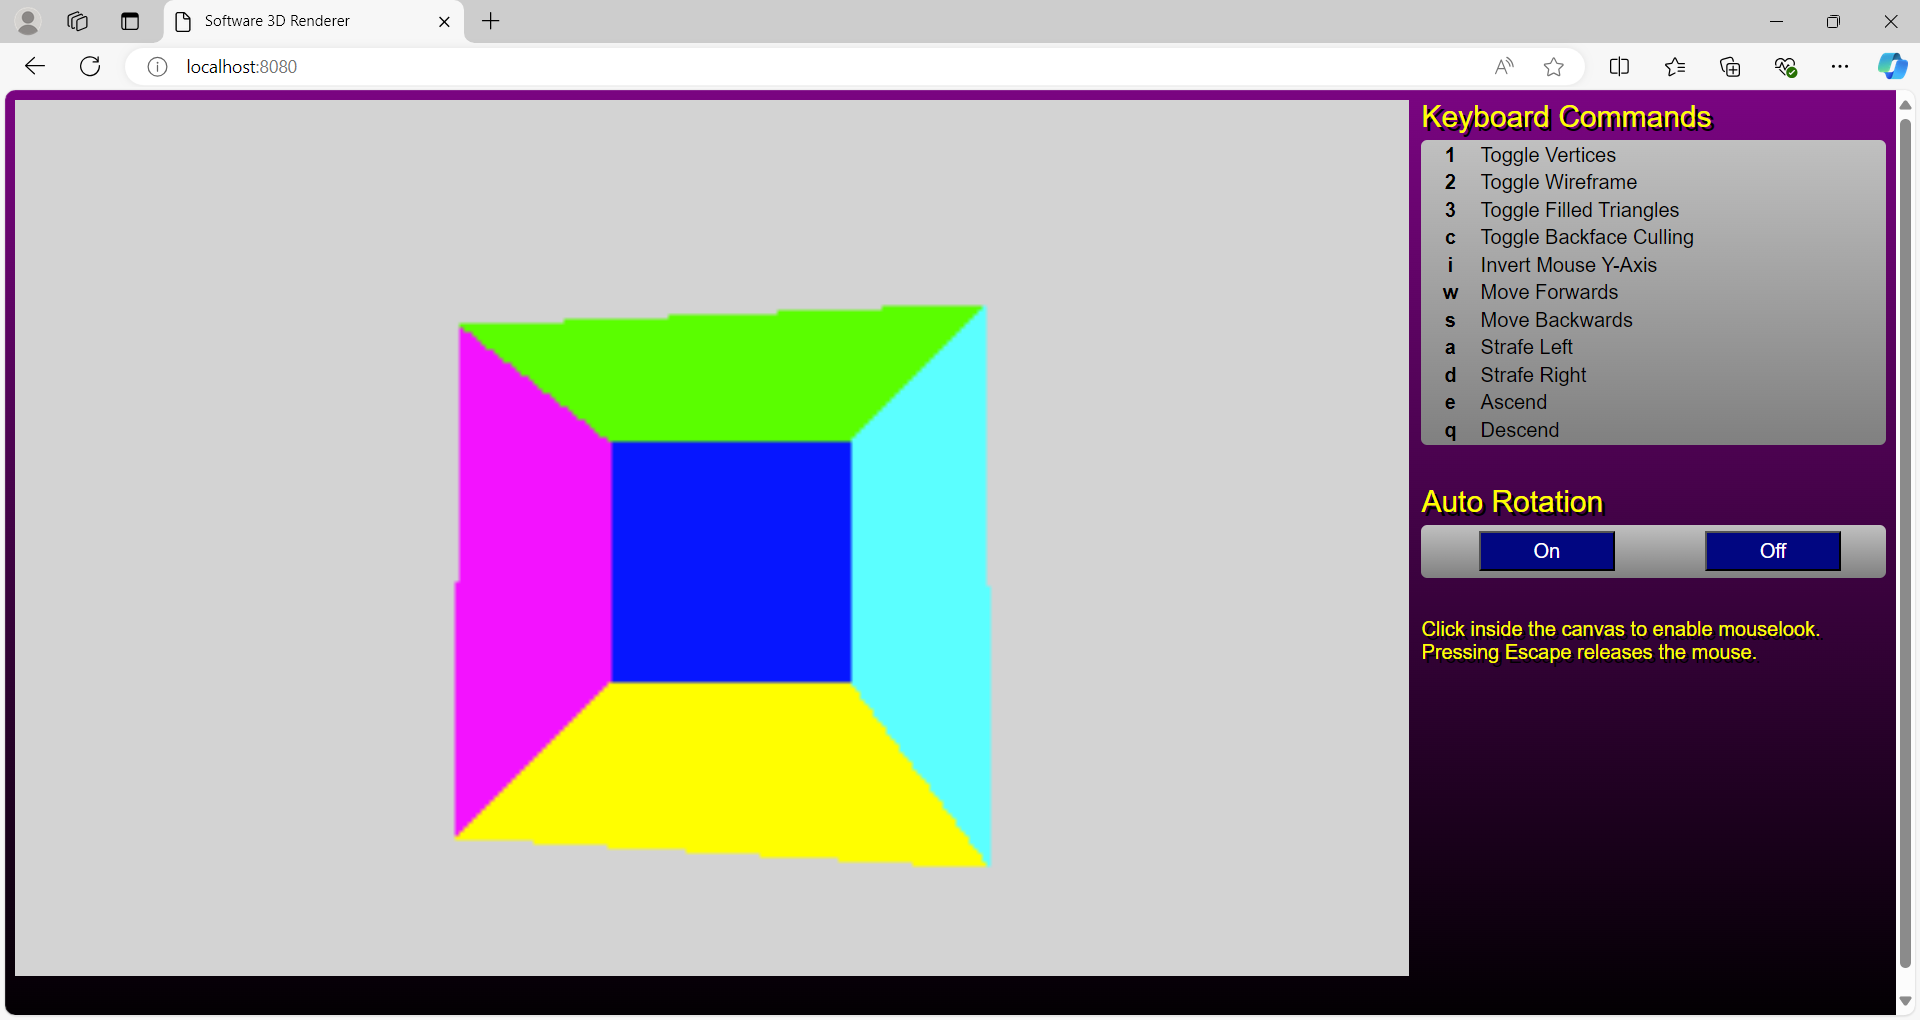 Software 3D Renderer
localhost:8080
Keyboard Commands
1 Toggle Vertices
2 Toggle Wireframe
3 Toggle Filled Triangles
c Toggle Backface Culling
i Invert Mouse Y-Axis
w Move Forwards
s Move Backwards
a Strafe Left
d Strafe Right
e Ascend
q Descend
Auto Rotation
On Off
Click inside the canvas to enable mouselook.
Pressing Escape releases the mouse.